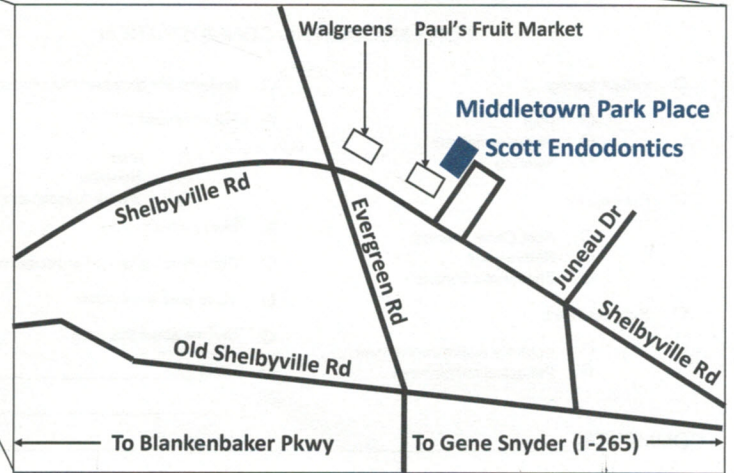 Walgreens
Paul's Fruit Market
Middletown Park Place
Scott Endodontics
Shelbyville Rd
Evergreen Rd
Juneau Dr
Shelbyville Rd
Old Shelbyville Rd
To Blankenbaker Pkwy
To Gene Snyder (I-265)